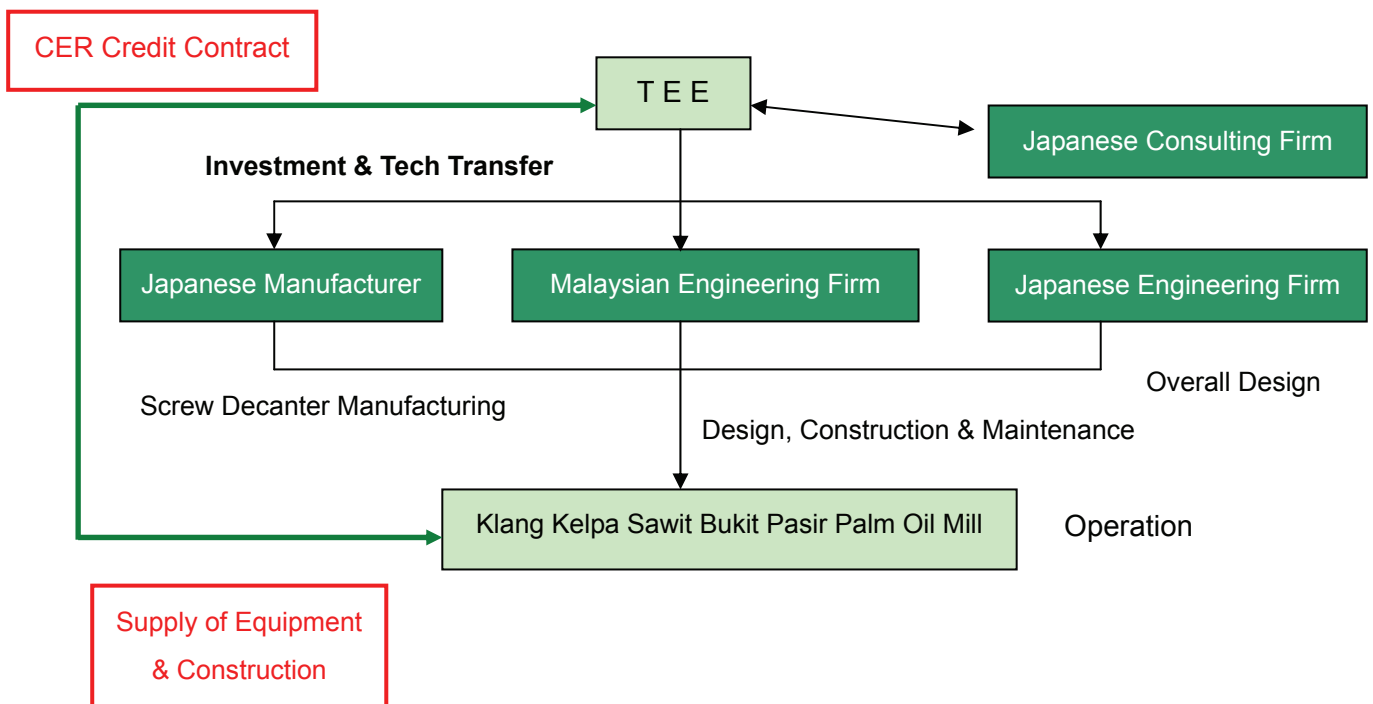 CER Credit Contract
T E E
Japanese Consulting Firm
Investment & Tech Transfer
Japanese Manufacturer
Malaysian Engineering Firm
Japanese Engineering Firm
Screw Decanter Manufacturing
Overall Design
Design, Construction & Maintenance
Klang Kelpa Sawit Bukit Pasir Palm Oil Mill
Operation
Supply of Equipment
& Construction